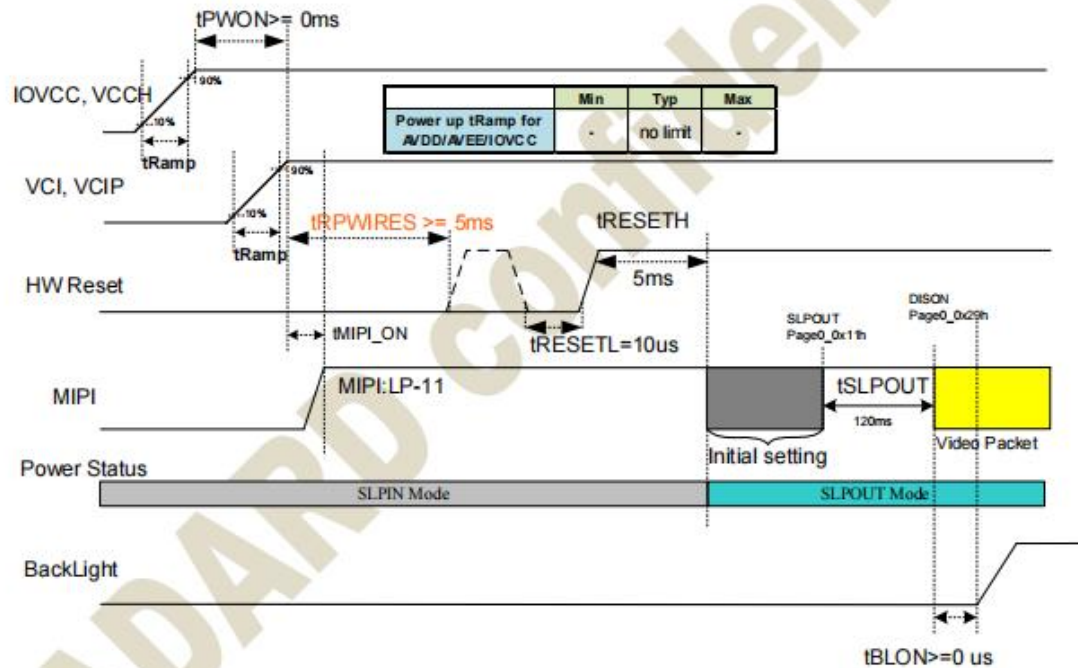 tPWON>= 0ms
IOVCC, VCCH
90%
10%
tRamp
Min Typ Max
Power up tRamp for AVDD/AVEE/IOVCC - no limit -
VCI, VCIP
90%
10%
tRamp
tRPWIRES >= 5ms
tRESETH
HW Reset
5ms
tMIPI_ON
tRESETL=10us
SLPOUT
Page0_0x11h
DISON
Page0_0x29h
MIPI
MIPI:LP-11
tSLPOUT
120ms
Initial setting
Video Packet
Power Status
SLPIN Mode
SLPOUT Mode
BackLight
tBLON>=0 us
DARD confiden